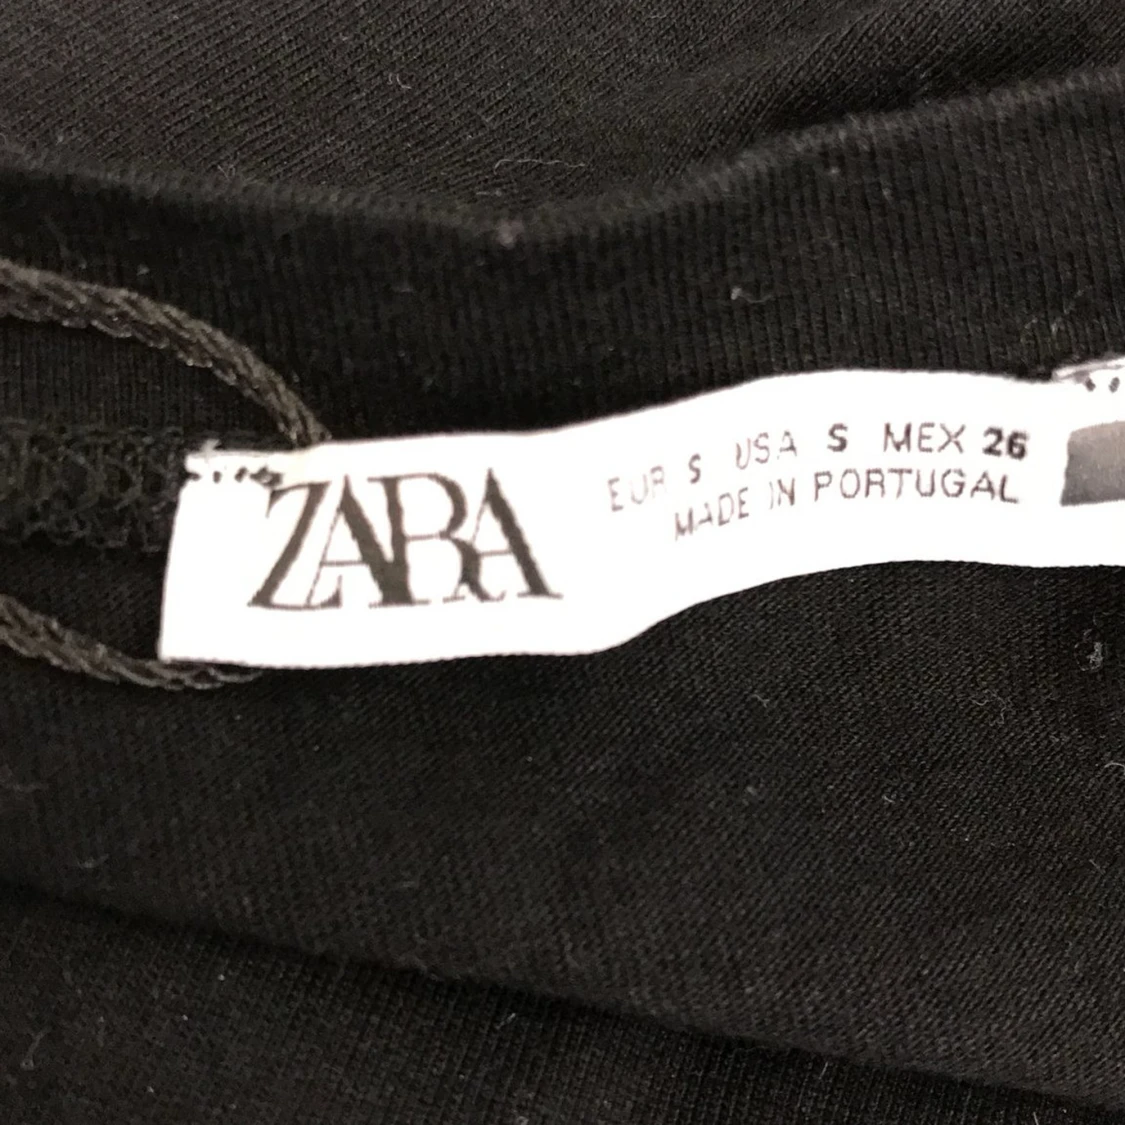 ZARA
EUR S USA S MEX 26
MADE IN PORTUGAL